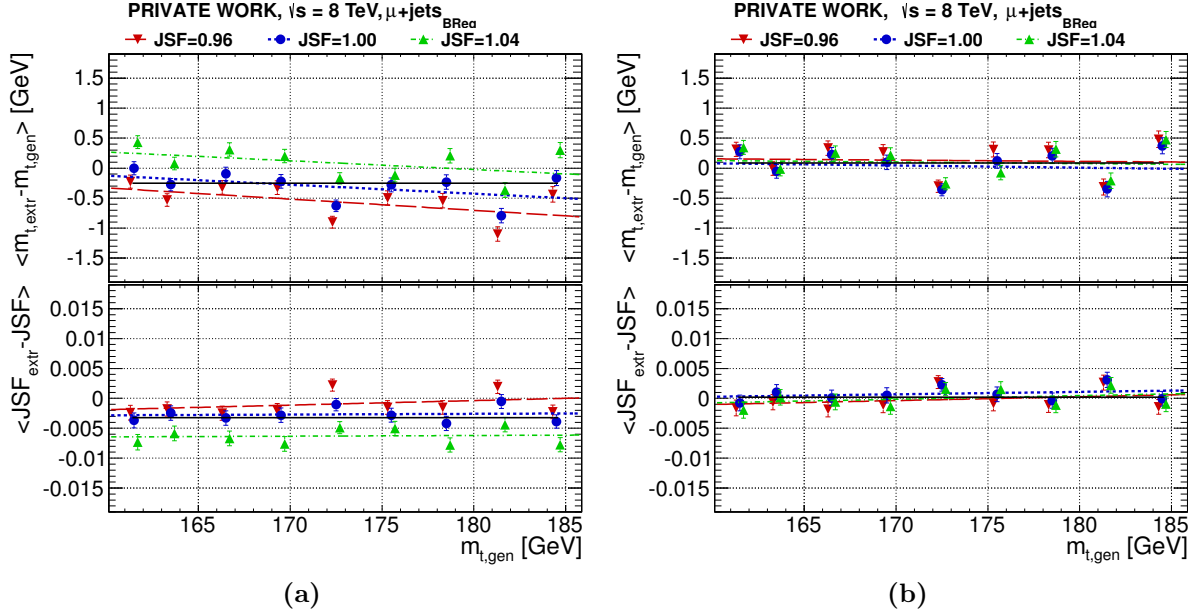 PRIVATE WORK, √s = 8 TeV, μ+jets_BReg
JSF=0.96 JSF=1.00 JSF=1.04
<m_t,extr-m_t,gen> [GeV]
1.5
1
0.5
0
-0.5
-1
-1.5
<JSF_extr-JSF>
0.015
0.01
0.005
0
-0.005
-0.01
-0.015
165 170 175 180 185
m_t,gen [GeV]
(a)
PRIVATE WORK, √s = 8 TeV, μ+jets_BReg
JSF=0.96 JSF=1.00 JSF=1.04
<m_t,extr-m_t,gen> [GeV]
1.5
1
0.5
0
-0.5
-1
-1.5
<JSF_extr-JSF>
0.015
0.01
0.005
0
-0.005
-0.01
-0.015
165 170 175 180 185
m_t,gen [GeV]
(b)